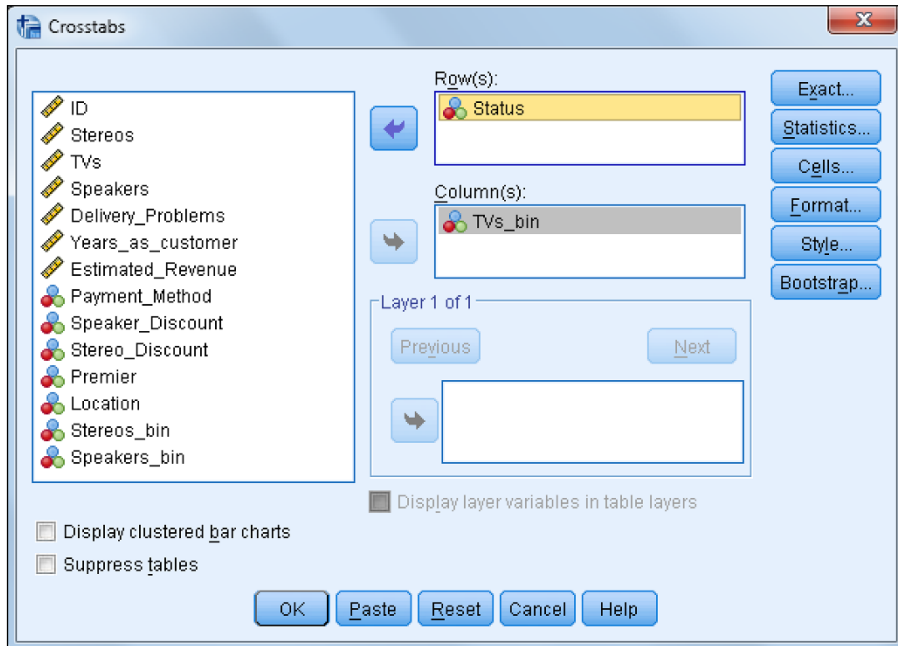 Crosstabs
ID
Stereos
TVs
Speakers
Delivery_Problems
Years_as_customer
Estimated_Revenue
Payment_Method
Speaker_Discount
Stereo_Discount
Premier
Location
Stereos_bin
Speakers_bin
Row(s):
Status
Column(s):
TVs_bin
Layer 1 of 1
Previous
Next
Display layer variables in table layers
Exact...
Statistics...
Cells...
Format...
Style...
Bootstrap...
Display clustered bar charts
Suppress tables
OK
Paste
Reset
Cancel
Help